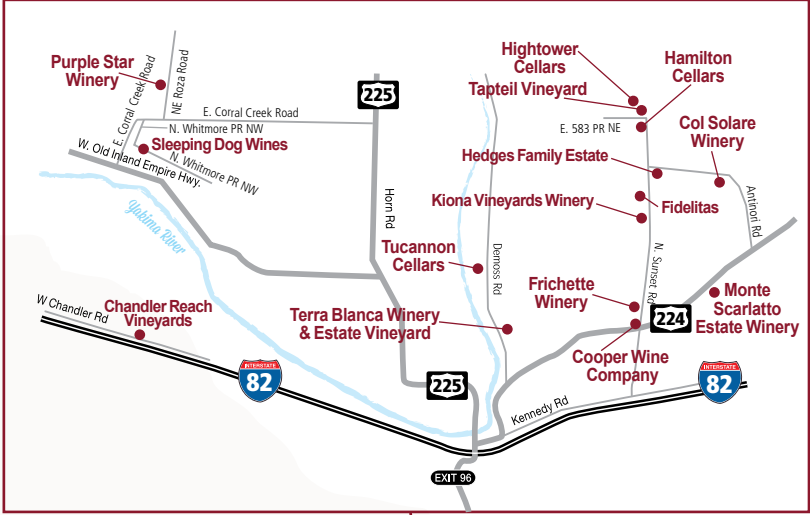 Purple Star
Winery
E. Corral Creek Road
NE Roza Road
E. Corral Creek Road
N. Whitmore PR NW
Sleeping Dog Wines
N. Whitmore PR NW
W. Old Inland Empire Hwy.
Yakima River
225
Horn Rd
Hightower
Cellars
Tapteil Vineyard
Hamilton
Cellars
E. 583 PR NE
Col Solare
Winery
Hedges Family Estate
Kiona Vineyards Winery
Fidelitas
Antinori Rd
Tucannon
Cellars
Demoss Rd
N. Sunset Rd
W Chandler Rd
Chandler Reach
Vineyards
Terra Blanca Winery
& Estate Vineyard
Frichette
Winery
224
Monte
Scarlatto
Estate Winery
Cooper Wine
Company
INTERSTATE
82
225
INTERSTATE
82
Kennedy Rd
EXIT 96